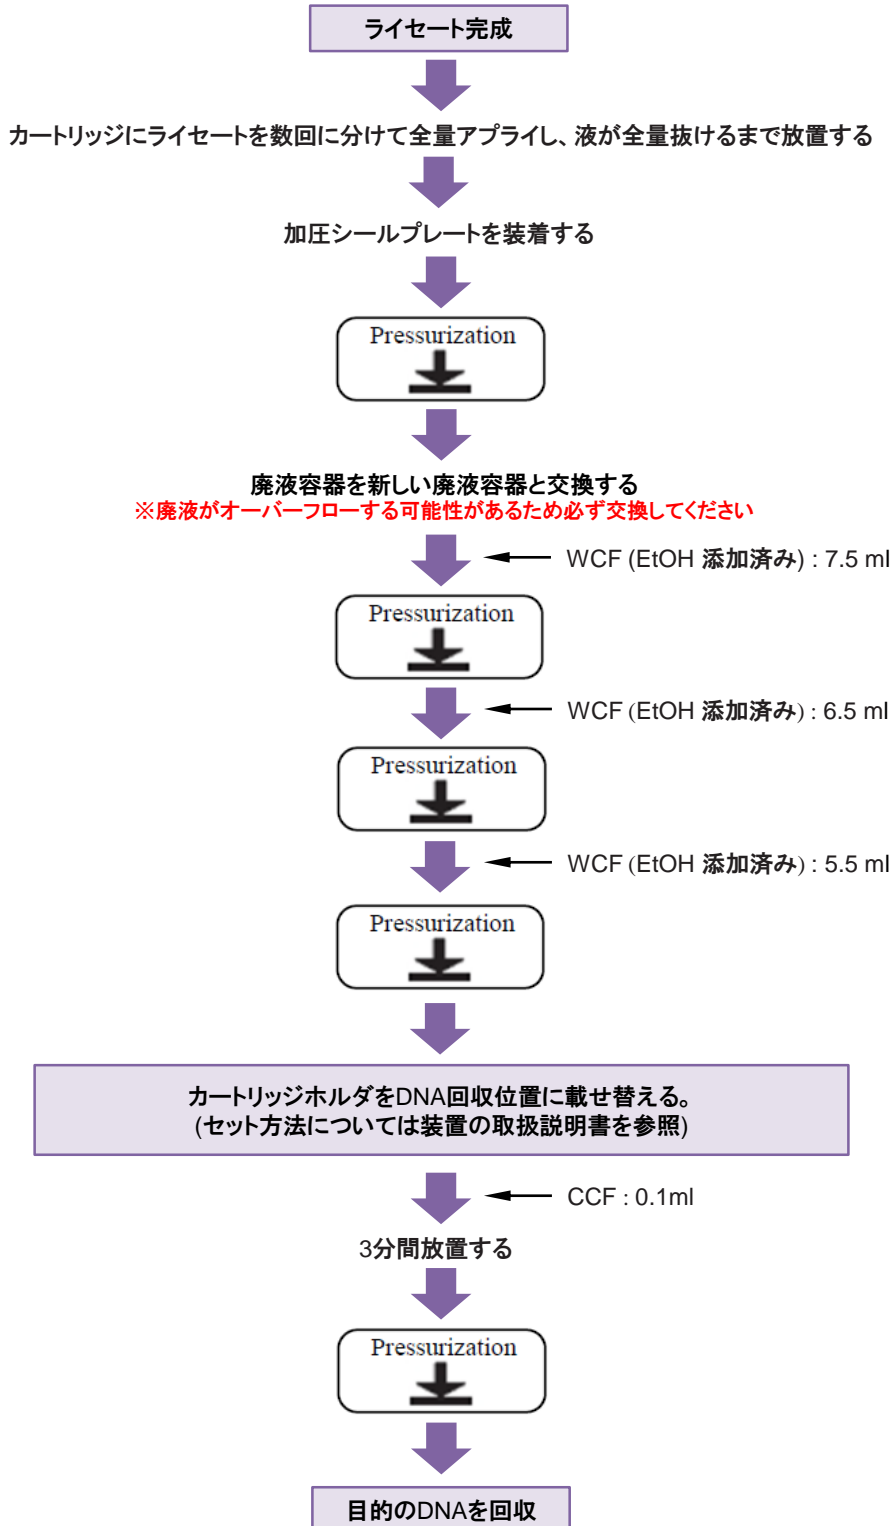 ライセート完成
カートリッジにライセートを数回に分けて全量アプライし、液が全量抜けるまで放置する
加圧シールプレートを装着する
Pressurization
廃液容器を新しい廃液容器と交換する
※廃液がオーバーフローする可能性があるため必ず交換してください
WCF (EtOH 添加済み) : 7.5 ml
Pressurization
WCF (EtOH 添加済み) : 6.5 ml
Pressurization
WCF (EtOH 添加済み) : 5.5 ml
Pressurization
カートリッジホルダをDNA回収位置に載せ替える。
(セット方法については装置の取扱説明書を参照)
CCF : 0.1ml
3分間放置する
Pressurization
目的のDNAを回収